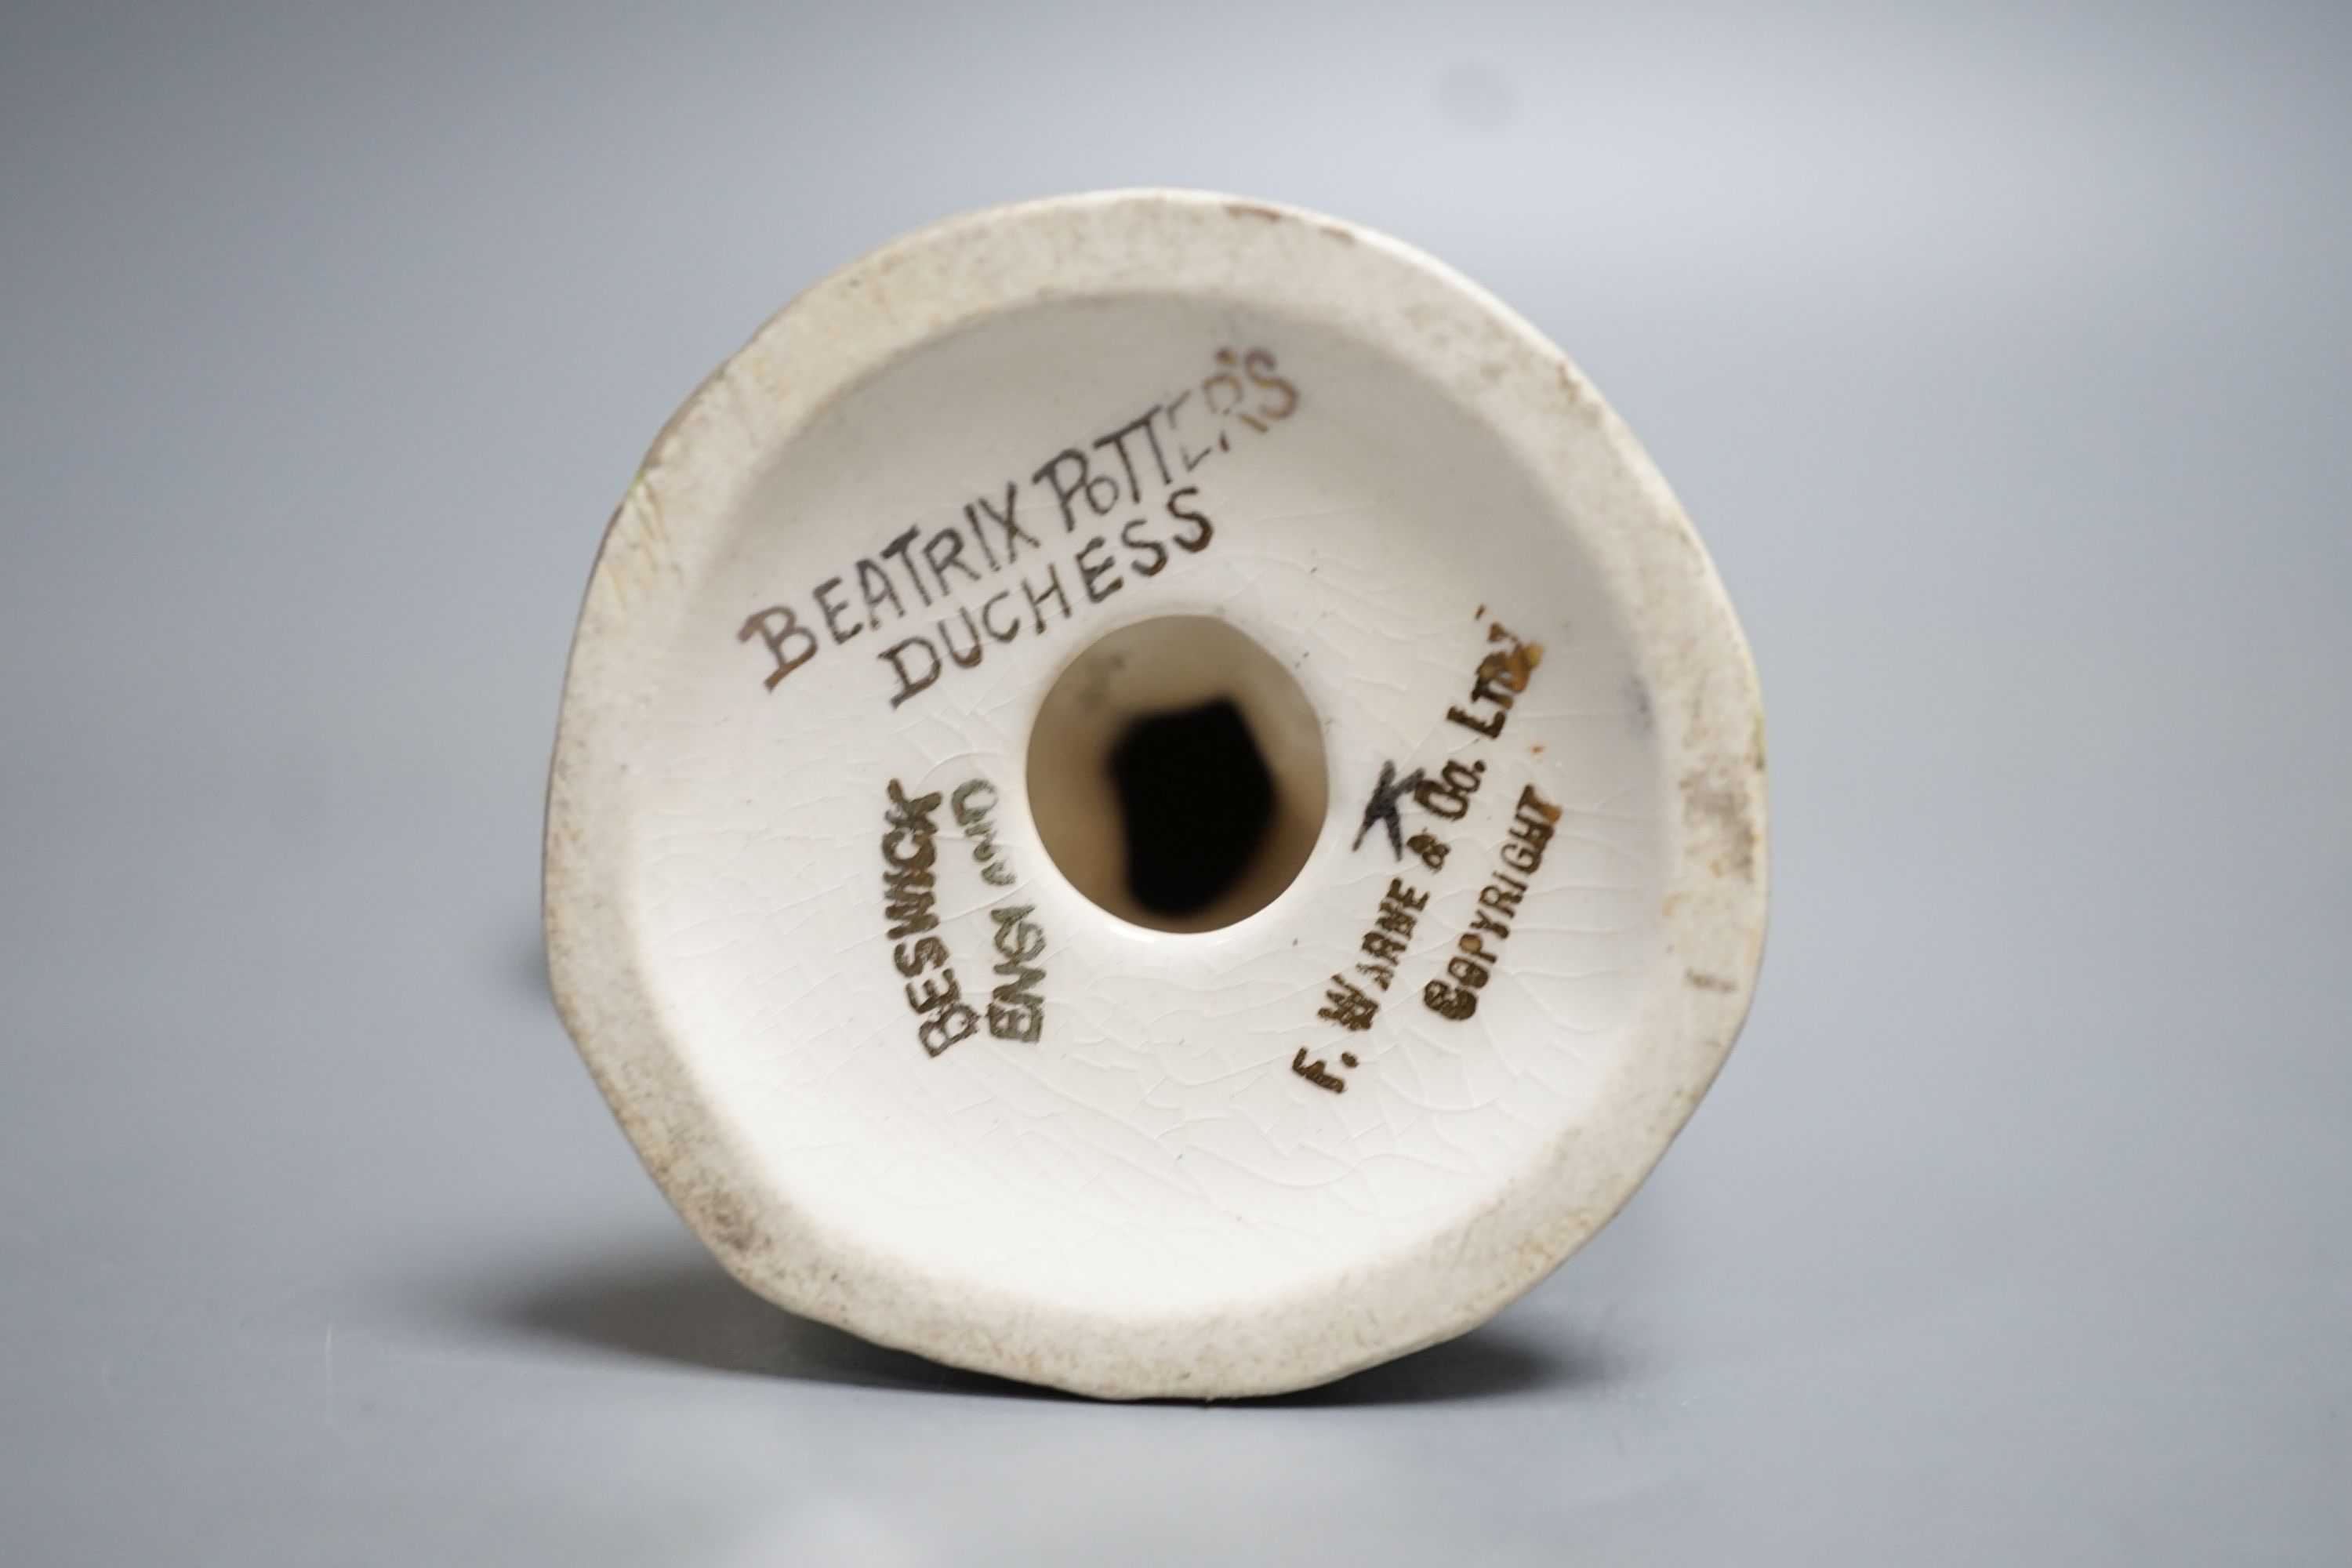 BEATRIX POTTER'S
DUCHESS
BESWICK
ENGLAND
K
F. WARNE & Co. LTD.
COPYRIGHT